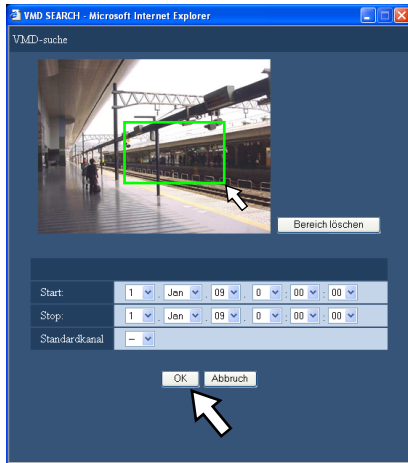 VMD SEARCH - Microsoft Internet Explorer
VMD-suche
Bereich löschen
Start: 1 . Jan . 09 . 0 : 00 : 00
Stop: 1 . Jan . 09 . 0 : 00 : 00
Standardkanal --
OK Abbruch